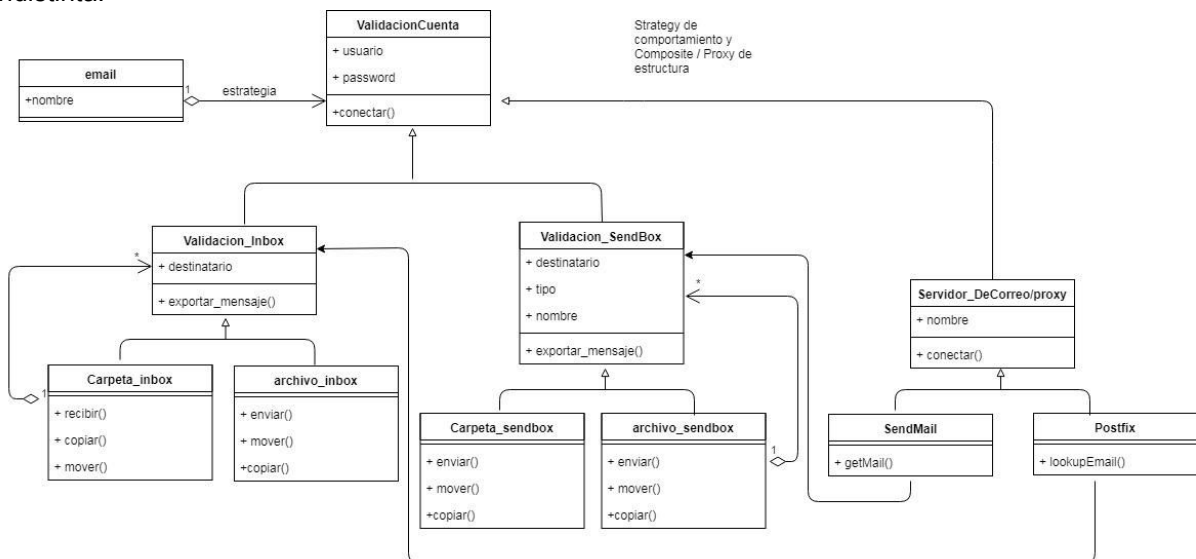 indistinta.
ValidacionCuenta
+ usuario
+ password
+conectar()
Strategy de
comportamiento y
Composite / Proxy de
estructura
email
+nombre
1
estrategia
Validacion_Inbox
+ destinatario
+ exportar_mensaje()
*
Validacion_SendBox
+ destinatario
+ tipo
+ nombre
+ exportar_mensaje()
*
Servidor_DeCorreo/proxy
+ nombre
+ conectar()
Carpeta_inbox
+ recibir()
+ copiar()
+ mover()
1
archivo_inbox
+ enviar()
+ mover()
+copiar()
Carpeta_sendbox
+ enviar()
+ mover()
+copiar()
archivo_sendbox
+ enviar()
+ mover()
+copiar()
1
SendMail
+ getMail()
Postfix
+ lookupEmail()